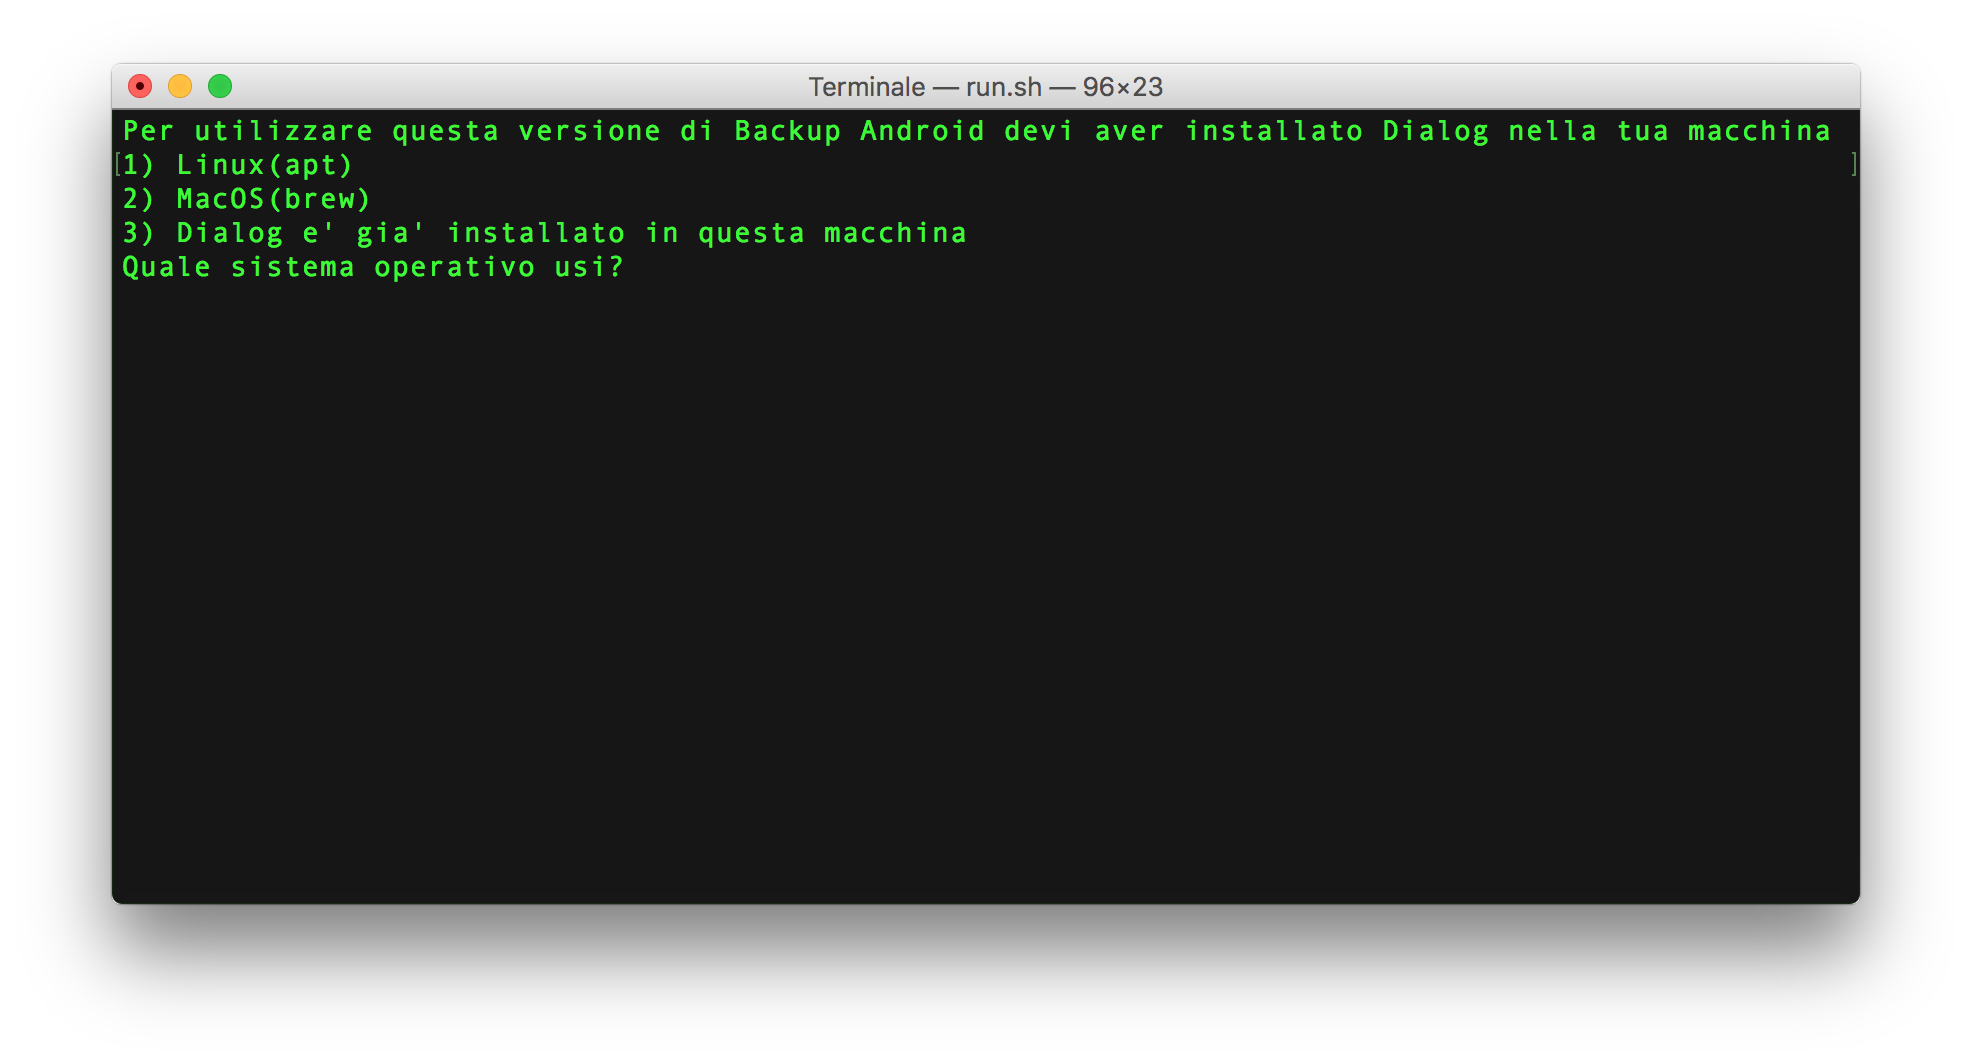 Terminale — run.sh — 96×23
Per utilizzare questa versione di Backup Android devi aver installato Dialog nella tua macchina
[1) Linux(apt) ]
2) MacOS(brew)
3) Dialog e' gia' installato in questa macchina
Quale sistema operativo usi?